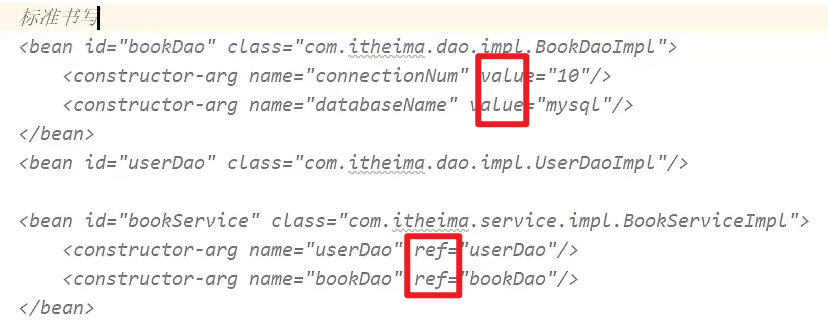 标准书写
<bean id="bookDao" class="com.itheima.dao.impl.BookDaoImpl">
    <constructor-arg name="connectionNum" value="10"/>
    <constructor-arg name="databaseName" value="mysql"/>
</bean>
<bean id="userDao" class="com.itheima.dao.impl.UserDaoImpl"/>

<bean id="bookService" class="com.itheima.service.impl.BookServiceImpl">
    <constructor-arg name="userDao" ref="userDao"/>
    <constructor-arg name="bookDao" ref="bookDao"/>
</bean>